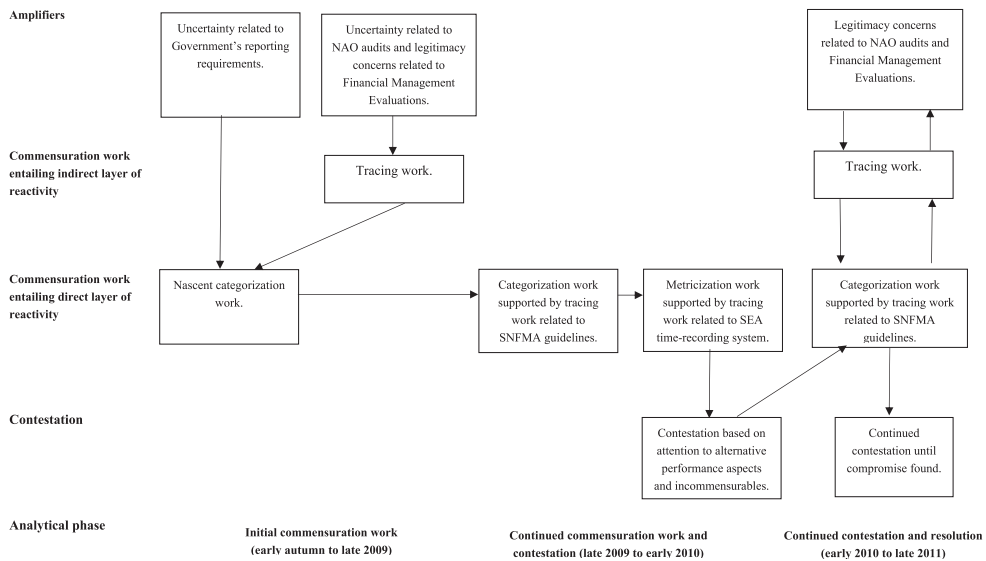 Amplifiers
Uncertainty related to
Government's reporting
requirements.
Uncertainty related to
NAO audits and legitimacy
concerns related to
Financial Management
Evaluations.
Legitimacy concerns
related to NAO audits and
Financial Management
Evaluations.
Commensuration work
entailing indirect layer of
reactivity
Tracing work.
Tracing work.
Commensuration work
entailing direct layer of
reactivity
Nascent categorization
work.
Categorization work
supported by tracing
work related to
SNFMA guidelines.
Metricization work
supported by tracing
work related to SEA
time-recording system.
Categorization work
supported by tracing work
related to SNFMA
guidelines.
Contestation
Contestation based on
attention to alternative
performance aspects
and incommensurables.
Continued
contestation until
compromise found.
Analytical phase
Initial commensuration work
(early autumn to late 2009)
Continued commensuration work and
contestation (late 2009 to early 2010)
Continued contestation and resolution
(early 2010 to late 2011)